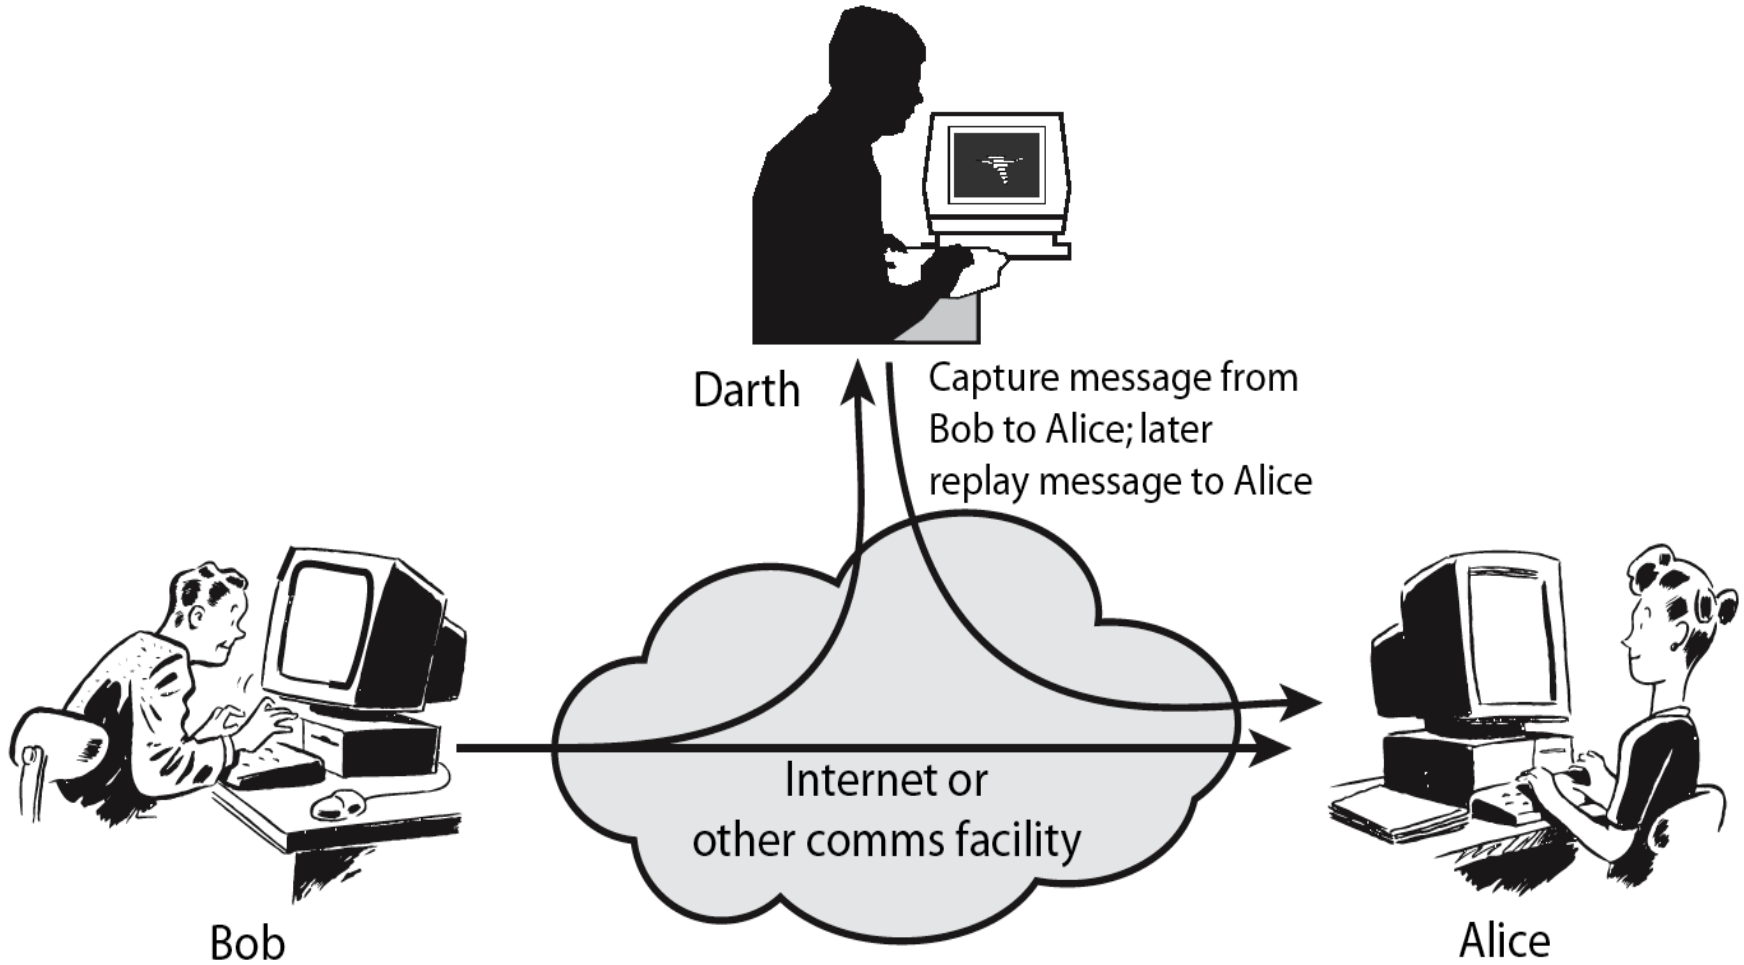 Darth
Capture message from
Bob to Alice; later
replay message to Alice
Internet or
other comms facility
Bob
Alice